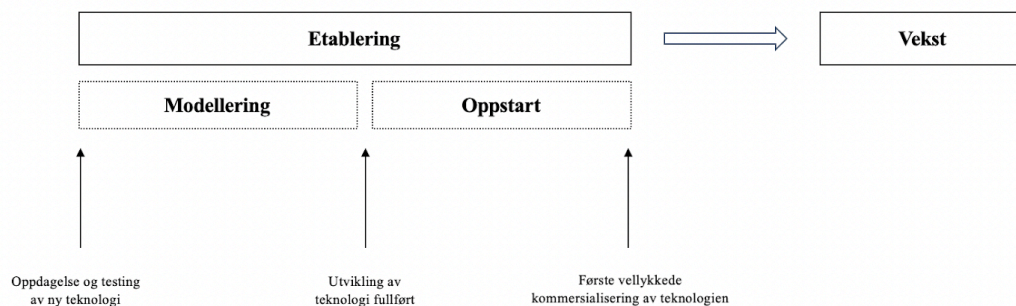 Etablering
Vekst
Modellering
Oppstart
Oppdagelse og testing
av ny teknologi
Utvikling av
teknologi fullført
Første vellykkede
kommersialisering av teknologien